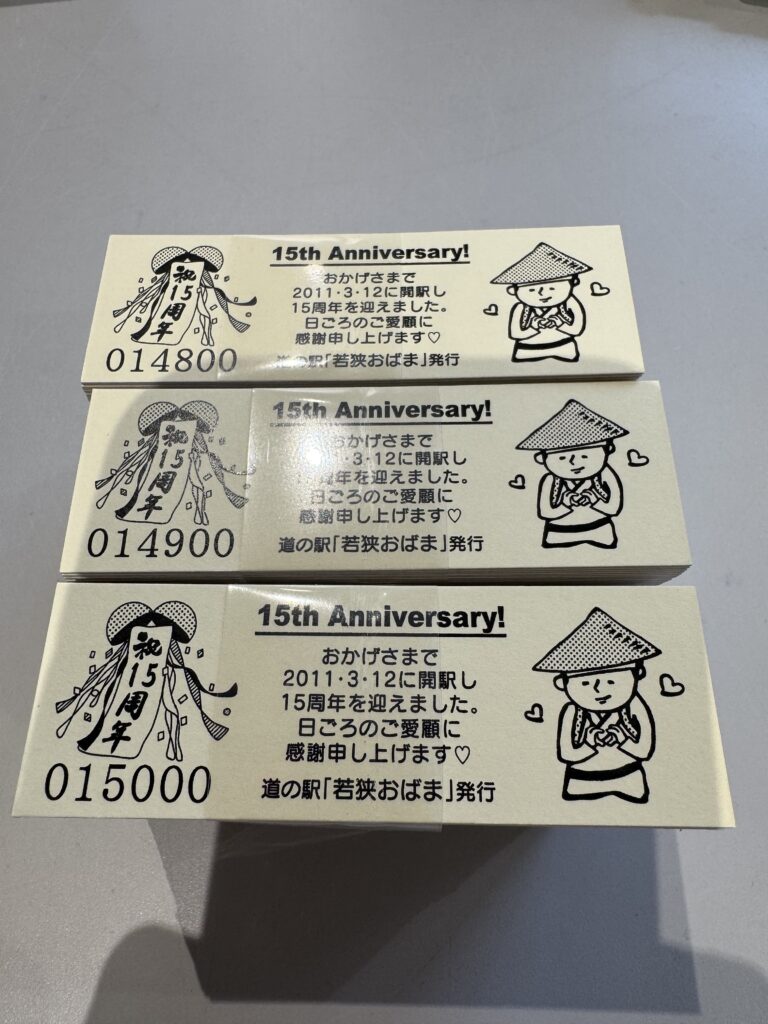 15th Anniversary!
おかげさまで
2011・3・12に開駅し
15周年を迎えました。
日ごろのご愛顧に
感謝申し上げます♡
道の駅「若狭おばま」発行
祝15周年
014800
15th Anniversary!
おかげさまで
・3・12に開駅し
周年を迎えました。
日ごろのご愛顧に
感謝申し上げます♡
道の駅「若狭おばま」発行
祝15周年
014900
15th Anniversary!
おかげさまで
2011・3・12に開駅し
15周年を迎えました。
日ごろのご愛顧に
感謝申し上げます♡
道の駅「若狭おばま」発行
祝15周年
015000